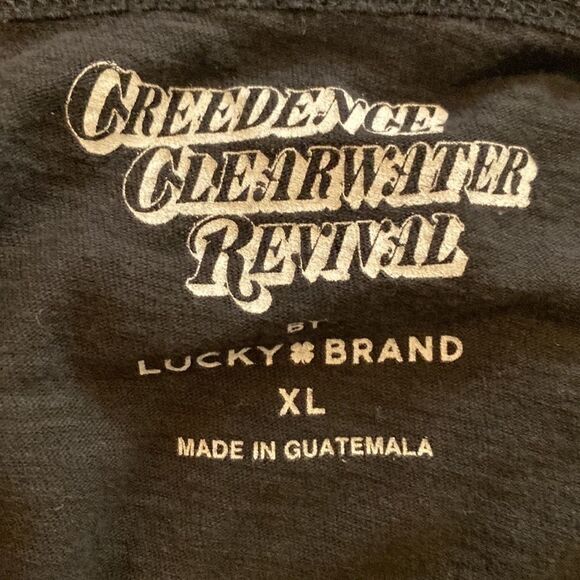 CREEDENCE
CLEARWATER
REVIVAL
BY
LUCKY BRAND
XL
MADE IN GUATEMALA